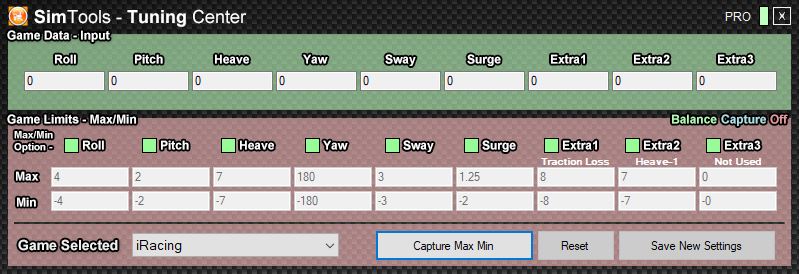 SimTools - Tuning Center PRO X
Game Data - Input
Roll Pitch Heave Yaw Sway Surge Extra1 Extra2 Extra3
0 0 0 0 0 0 0 0 0
Game Limits - Max/Min Balance Capture Off
Max/Min
Option - Roll Pitch Heave Yaw Sway Surge Extra1 Extra2 Extra3
Traction Loss Heave-1 Not Used
Max 4 2 7 180 3 1.25 8 7 0
Min -4 -2 -7 -180 -3 -2 -8 -7 -0
Game Selected iRacing Capture Max Min Reset Save New Settings